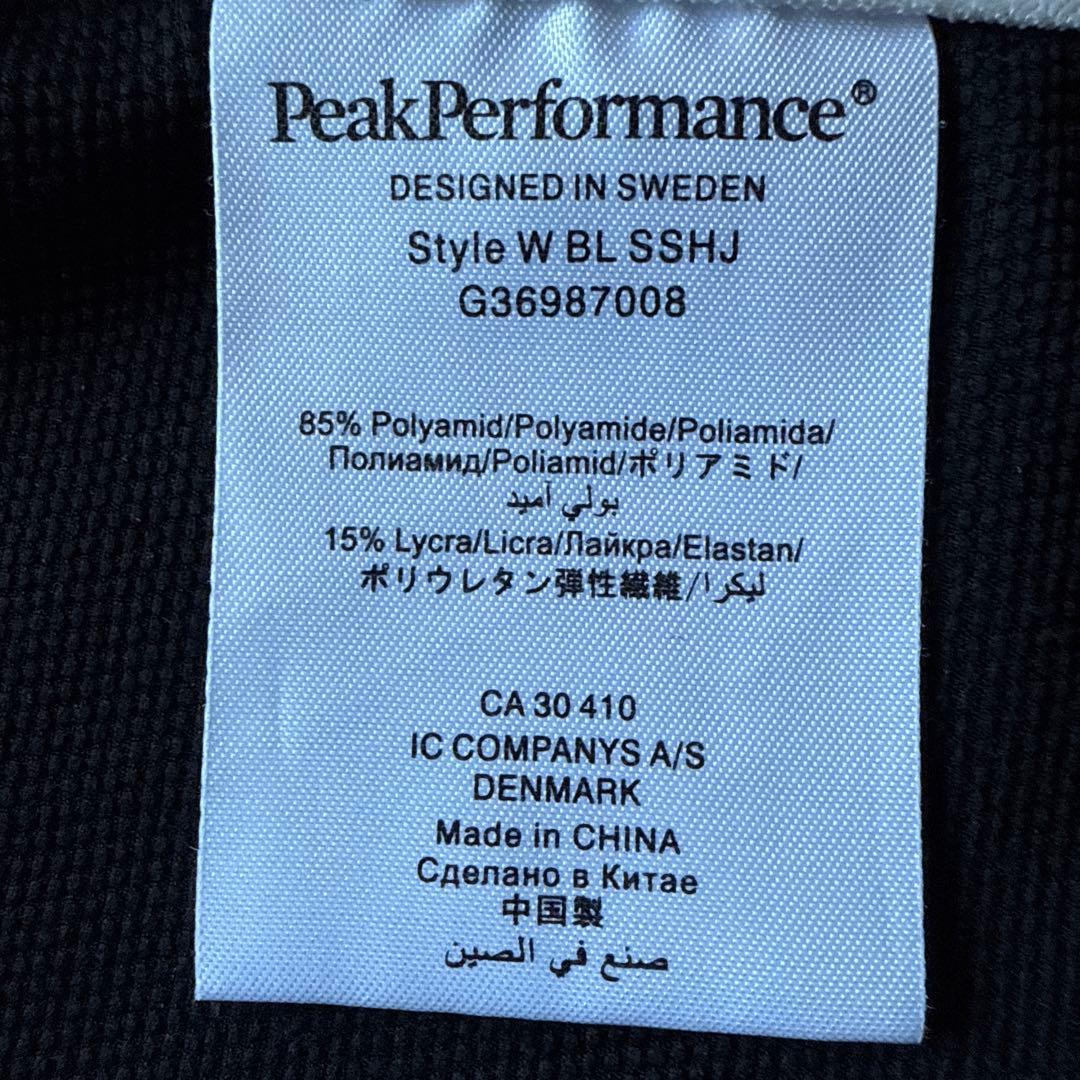 PeakPerformance®
DESIGNED IN SWEDEN
Style W BL SSHJ
G36987008
85% Polyamid/Polyamide/Poliamida/
Полиамид/Poliamid/ポリアミド/
بولي آميد
15% Lycra/Licra/Лайкра/Elastan/
ポリウレタン弾性繊維/ليكرا
CA 30 410
IC COMPANYS A/S
DENMARK
Made in CHINA
Сделано в Китае
中国製
صنع في الصين